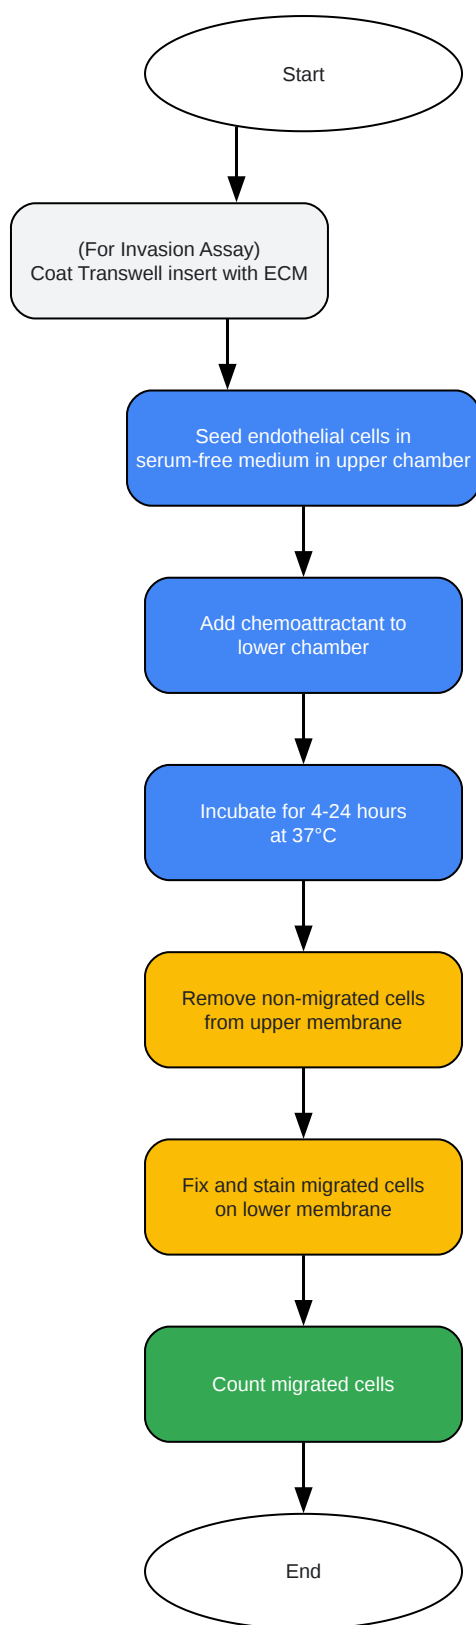 Start
(For Invasion Assay)
Coat Transwell insert with ECM
Seed endothelial cells in
serum-free medium in upper chamber
Add chemoattractant to
lower chamber
Incubate for 4-24 hours
at 37°C
Remove non-migrated cells
from upper membrane
Fix and stain migrated cells
on lower membrane
Count migrated cells
End